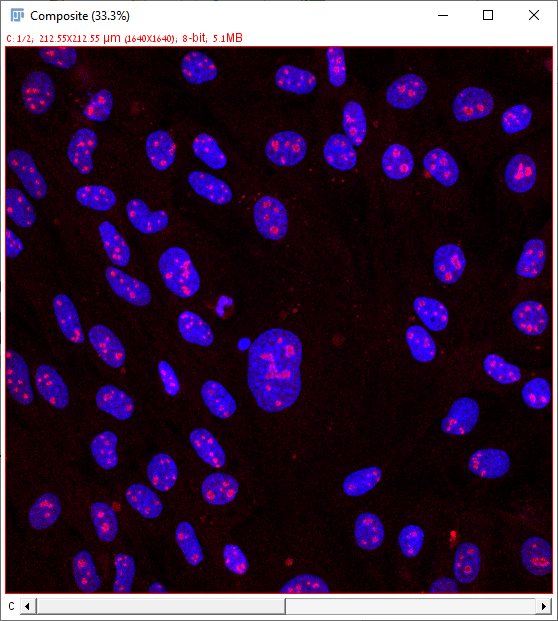 Composite (33.3%)
C: 1/2; 212.55x212.55 µm (1640x1640); 8-bit; 5.1MB
C